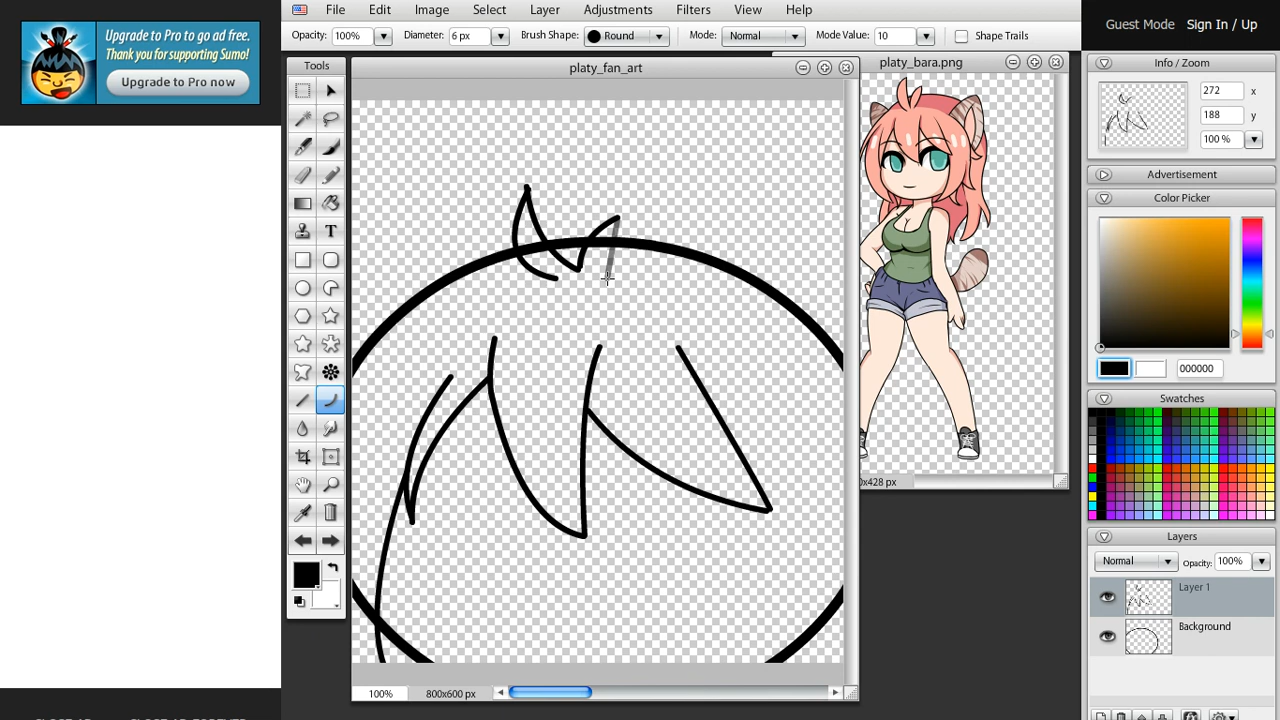 Upgrade to Pro to go ad free.
Thank you for supporting Sumo!
Upgrade to Pro now
File Edit Image Select Layer Adjustments Filters View Help
Guest Mode Sign In / Up
Opacity: 100% Diameter: 6 px Brush Shape: Round Mode: Normal Mode Value: 10 Shape Trails
Tools
platy_fan_art
platy_bara.png
Info / Zoom
272 x
188 y
100 %
Advertisement
Color Picker
000000
Swatches
Layers
Normal Opacity: 100%
Layer 1
Background
0x428 px
100% 800x600 px